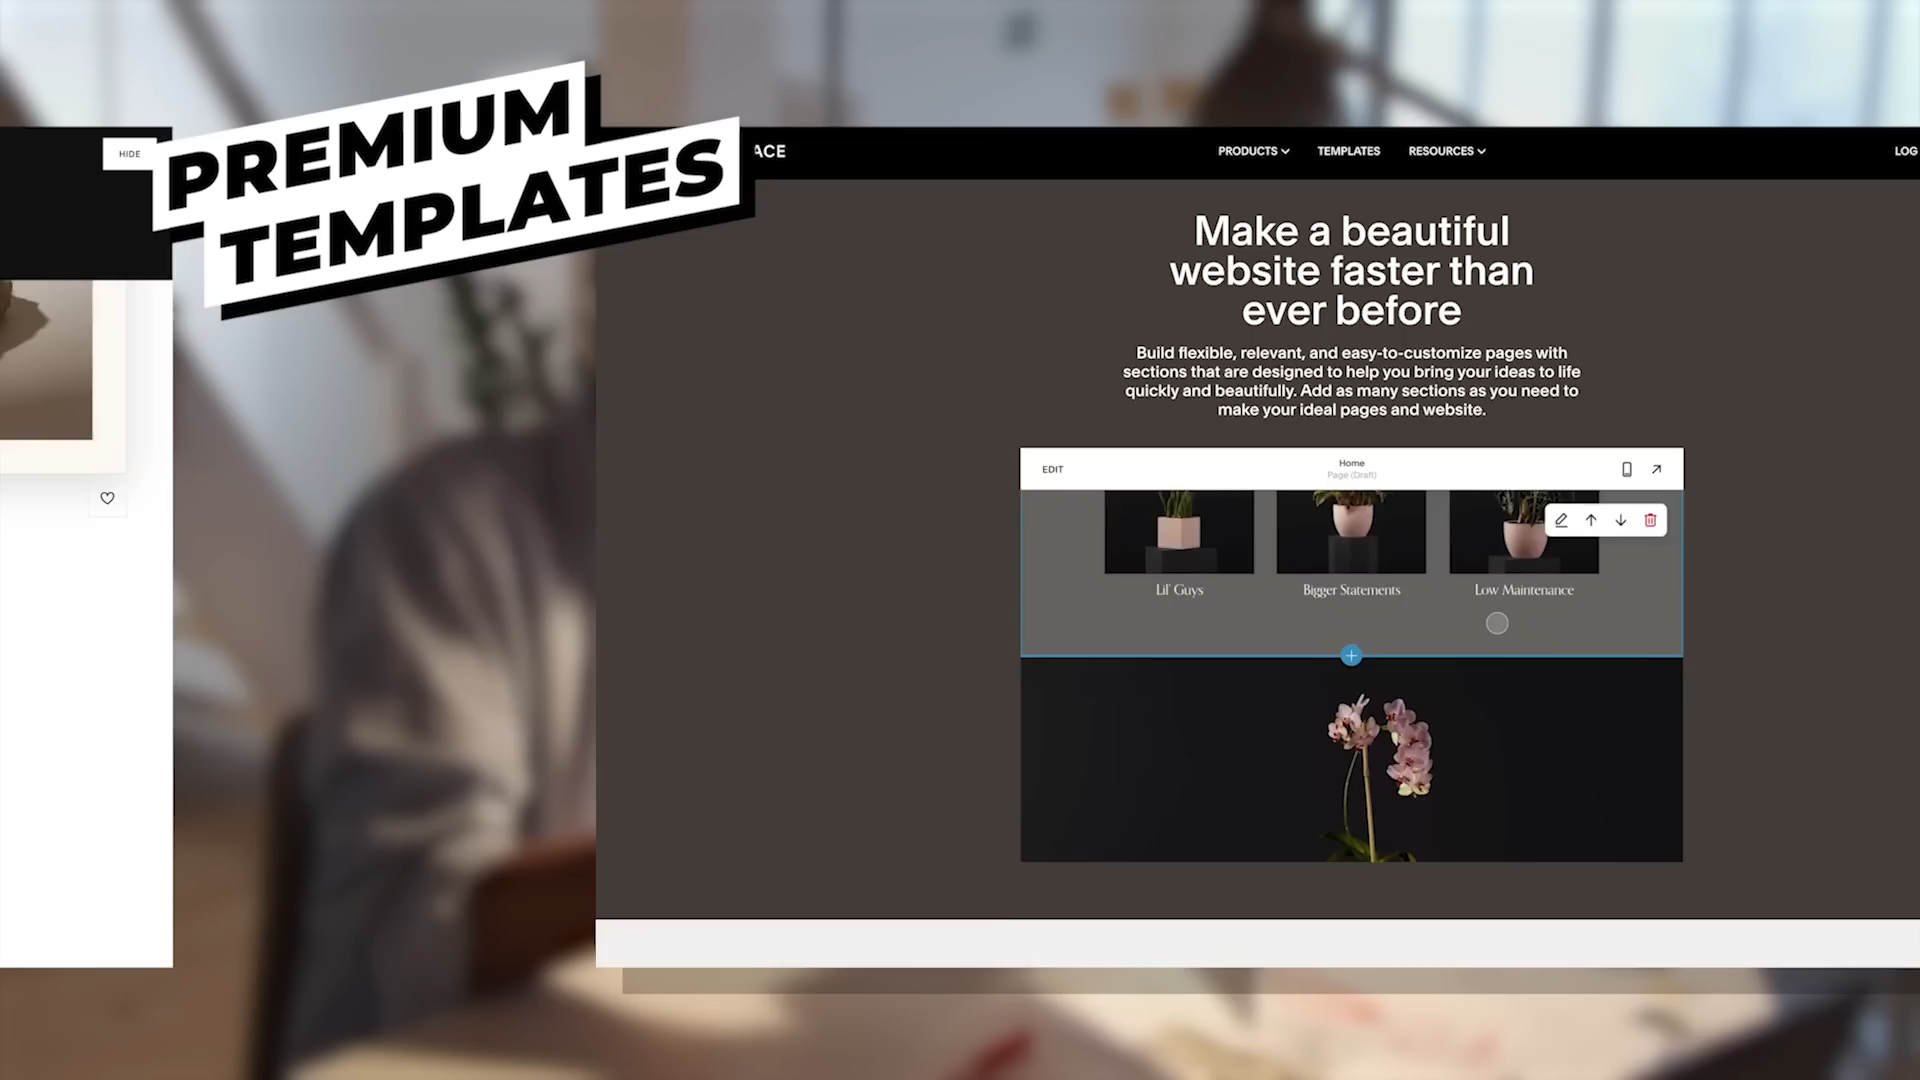 PREMIUM
TEMPLATES
HIDE
ACE
PRODUCTS
TEMPLATES
RESOURCES
LOG
Make a beautiful
website faster than
ever before
Build flexible, relevant, and easy-to-customize pages with
sections that are designed to help you bring your ideas to life
quickly and beautifully. Add as many sections as you need to
make your ideal pages and website.
EDIT
Home
Page (Draft)
Lil' Guys
Bigger Statements
Low Maintenance